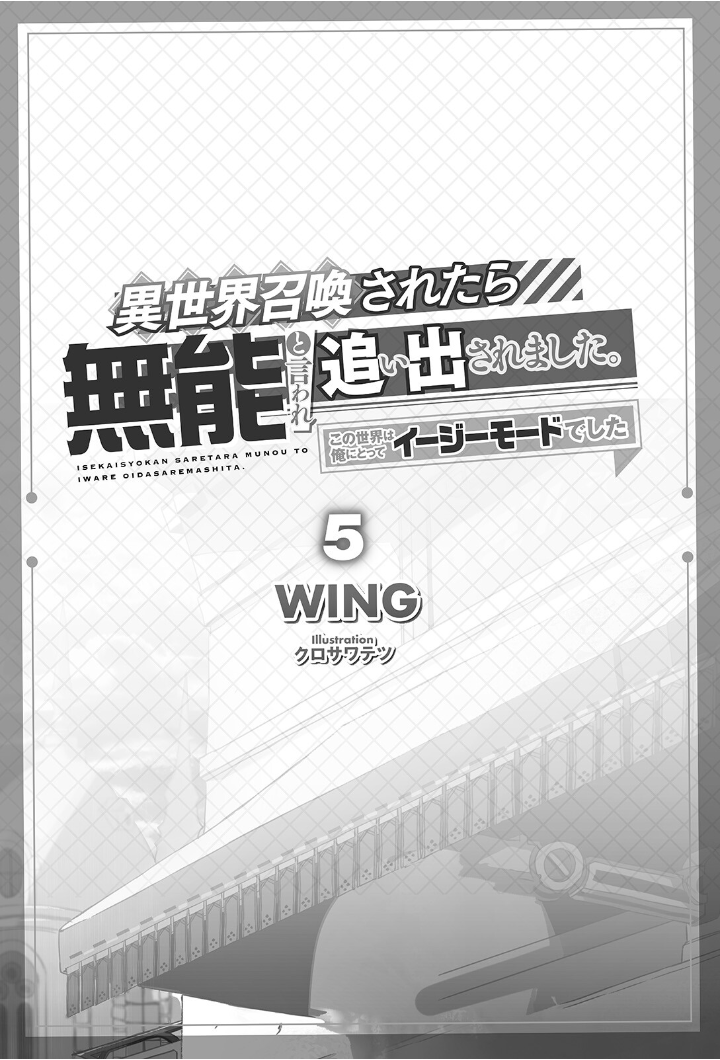 異世界召喚されたら
無能と言われ追い出されました。
この世界は
俺にとって
イージーモードでした
ISEKAISYOKAN SARETARA MUNOU TO
IWARE OIDASAREMASHITA.
5
WING
Illustration
クロサワテツ